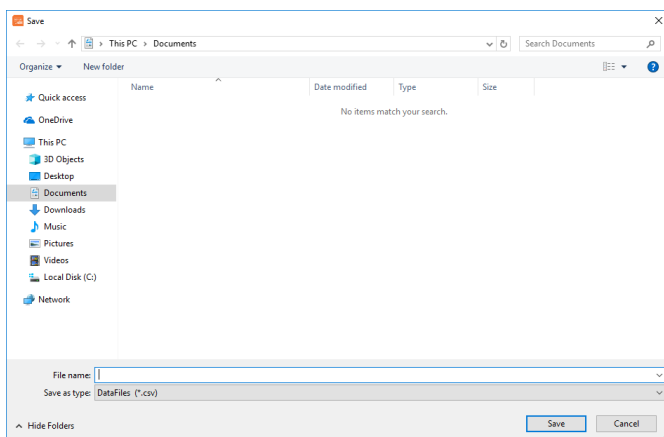 Save
This PC > Documents
Search Documents
Organize
New folder
Name
Date modified
Type
Size
No items match your search.
Quick access
OneDrive
This PC
3D Objects
Desktop
Documents
Downloads
Music
Pictures
Videos
Local Disk (C:)
Network
File name:
Save as type: DataFiles (*.csv)
Hide Folders
Save
Cancel